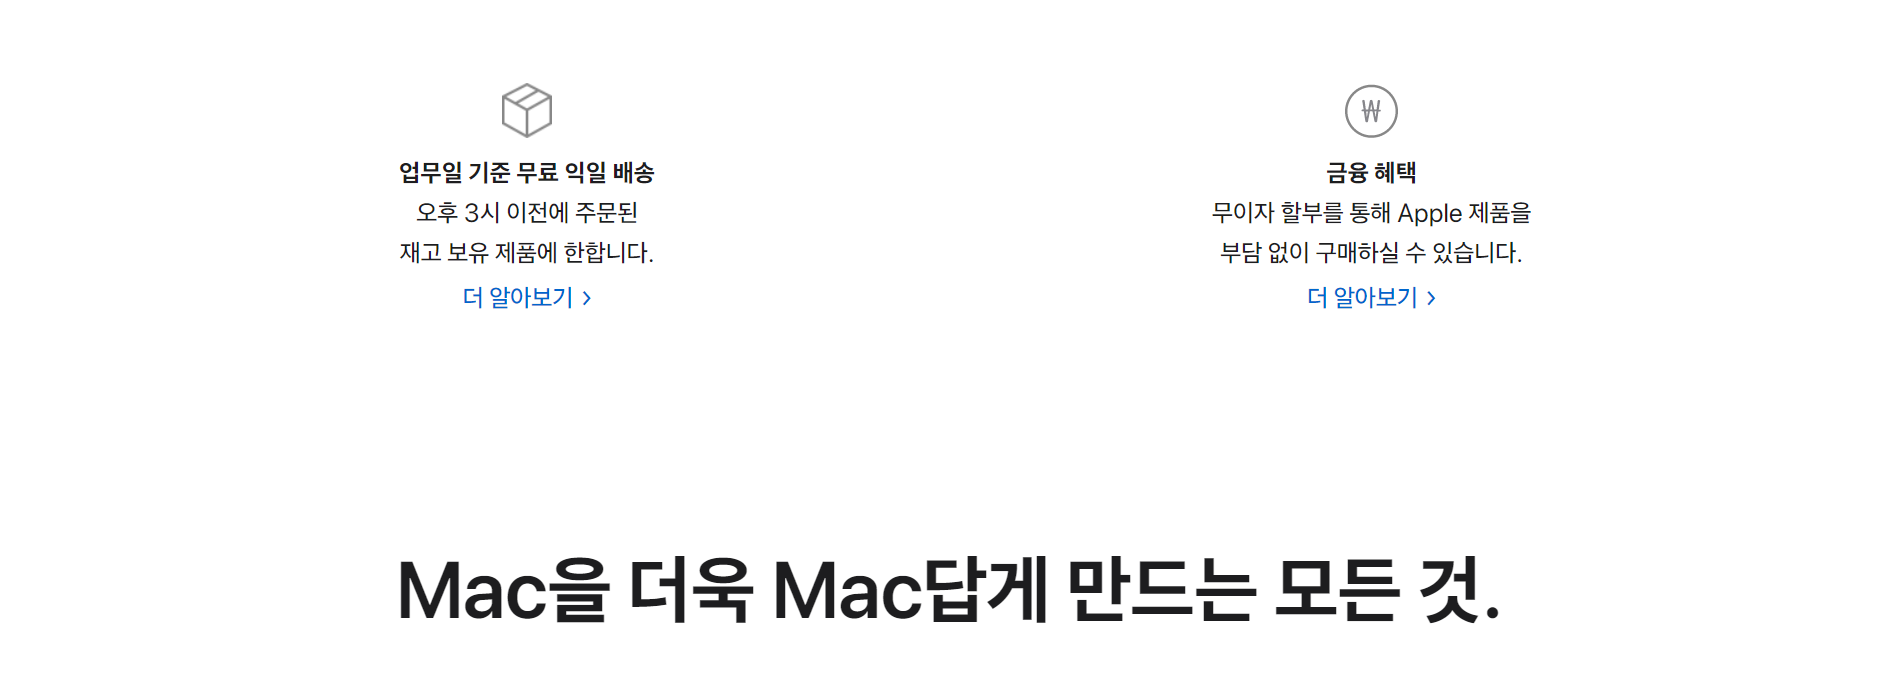 업무일 기준 무료 익일 배송
오후 3시 이전에 주문된
재고 보유 제품에 한합니다.
더 알아보기 >
₩
금융 혜택
무이자 할부를 통해 Apple 제품을
부담 없이 구매하실 수 있습니다.
더 알아보기 >
Mac을 더욱 Mac답게 만드는 모든 것.